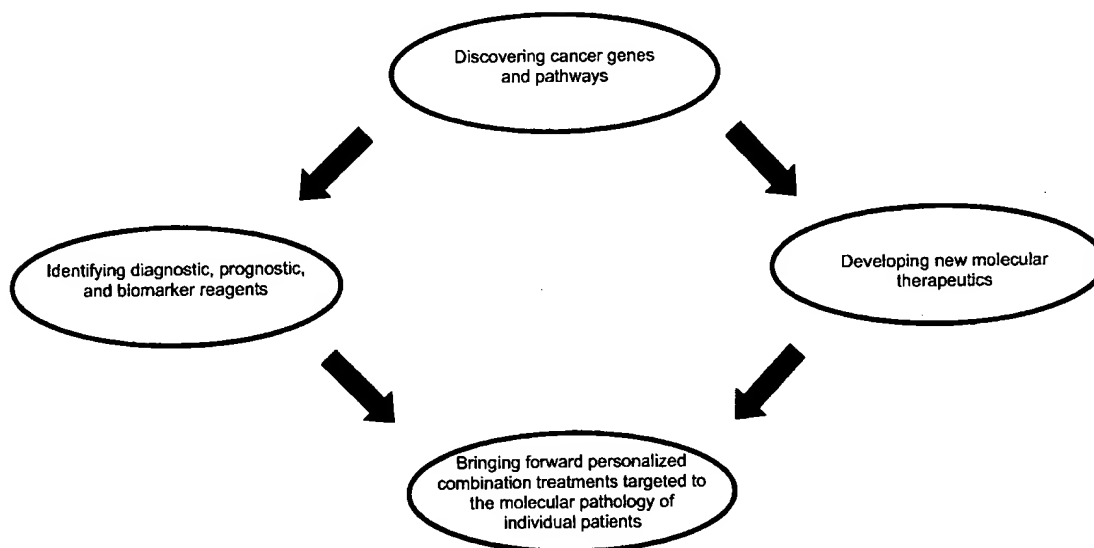 Discovering cancer genes
and pathways
Identifying diagnostic, prognostic,
and biomarker reagents
Developing new molecular
therapeutics
Bringing forward personalized
combination treatments targeted to
the molecular pathology of
individual patients